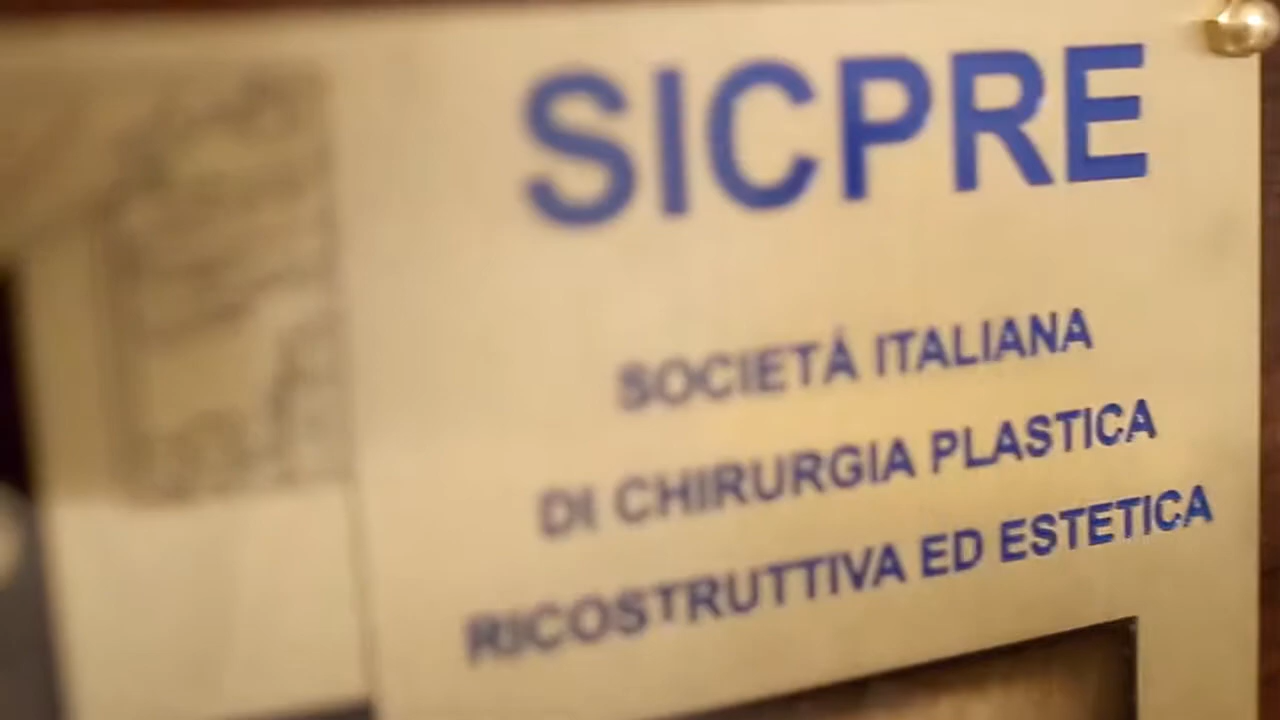 SICPRE
SOCIETÁ ITALIANA
DI CHIRURGIA PLASTICA
RICOSTRUTTIVA ED ESTETICA